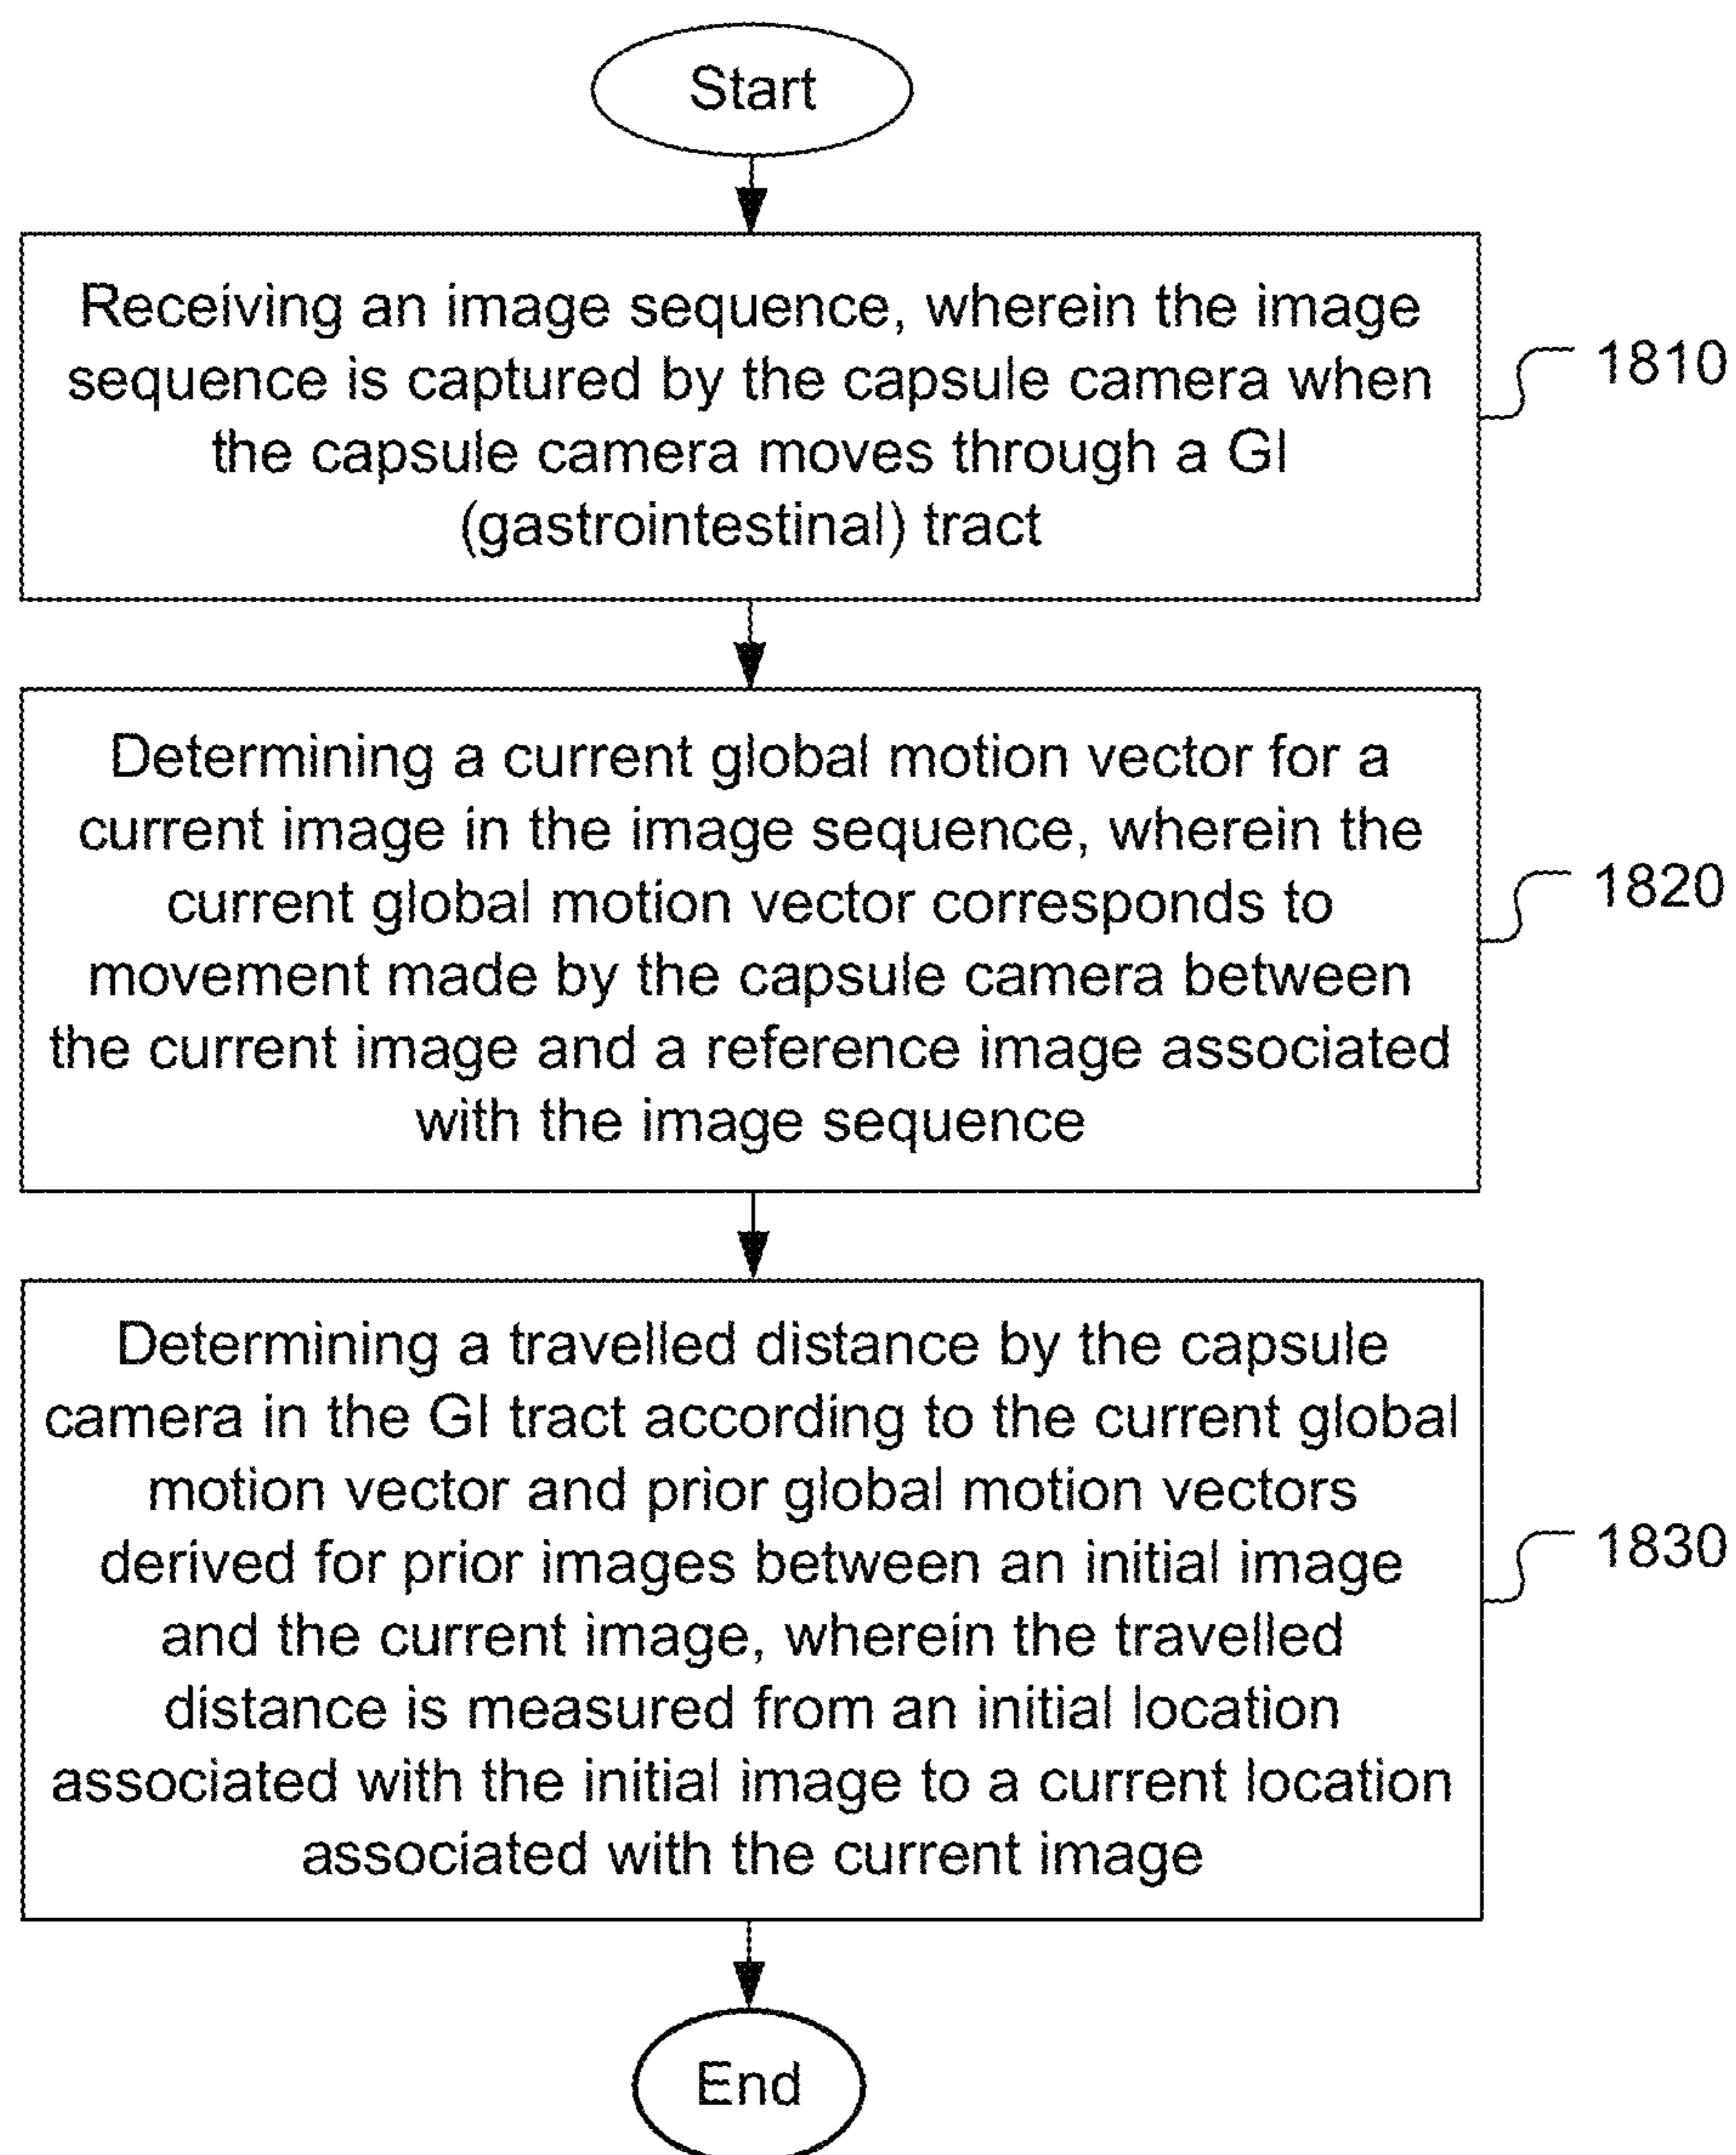 Start
Receiving an image sequence, wherein the image
sequence is captured by the capsule camera when
the capsule camera moves through a GI
(gastrointestinal) tract
1810
Determining a current global motion vector for a
current image in the image sequence, wherein the
current global motion vector corresponds to
movement made by the capsule camera between
the current image and a reference image associated
with the image sequence
1820
Determining a travelled distance by the capsule
camera in the GI tract according to the current global
motion vector and prior global motion vectors
derived for prior images between an initial image
and the current image, wherein the travelled
distance is measured from an initial location
associated with the initial image to a current location
associated with the current image
1830
End